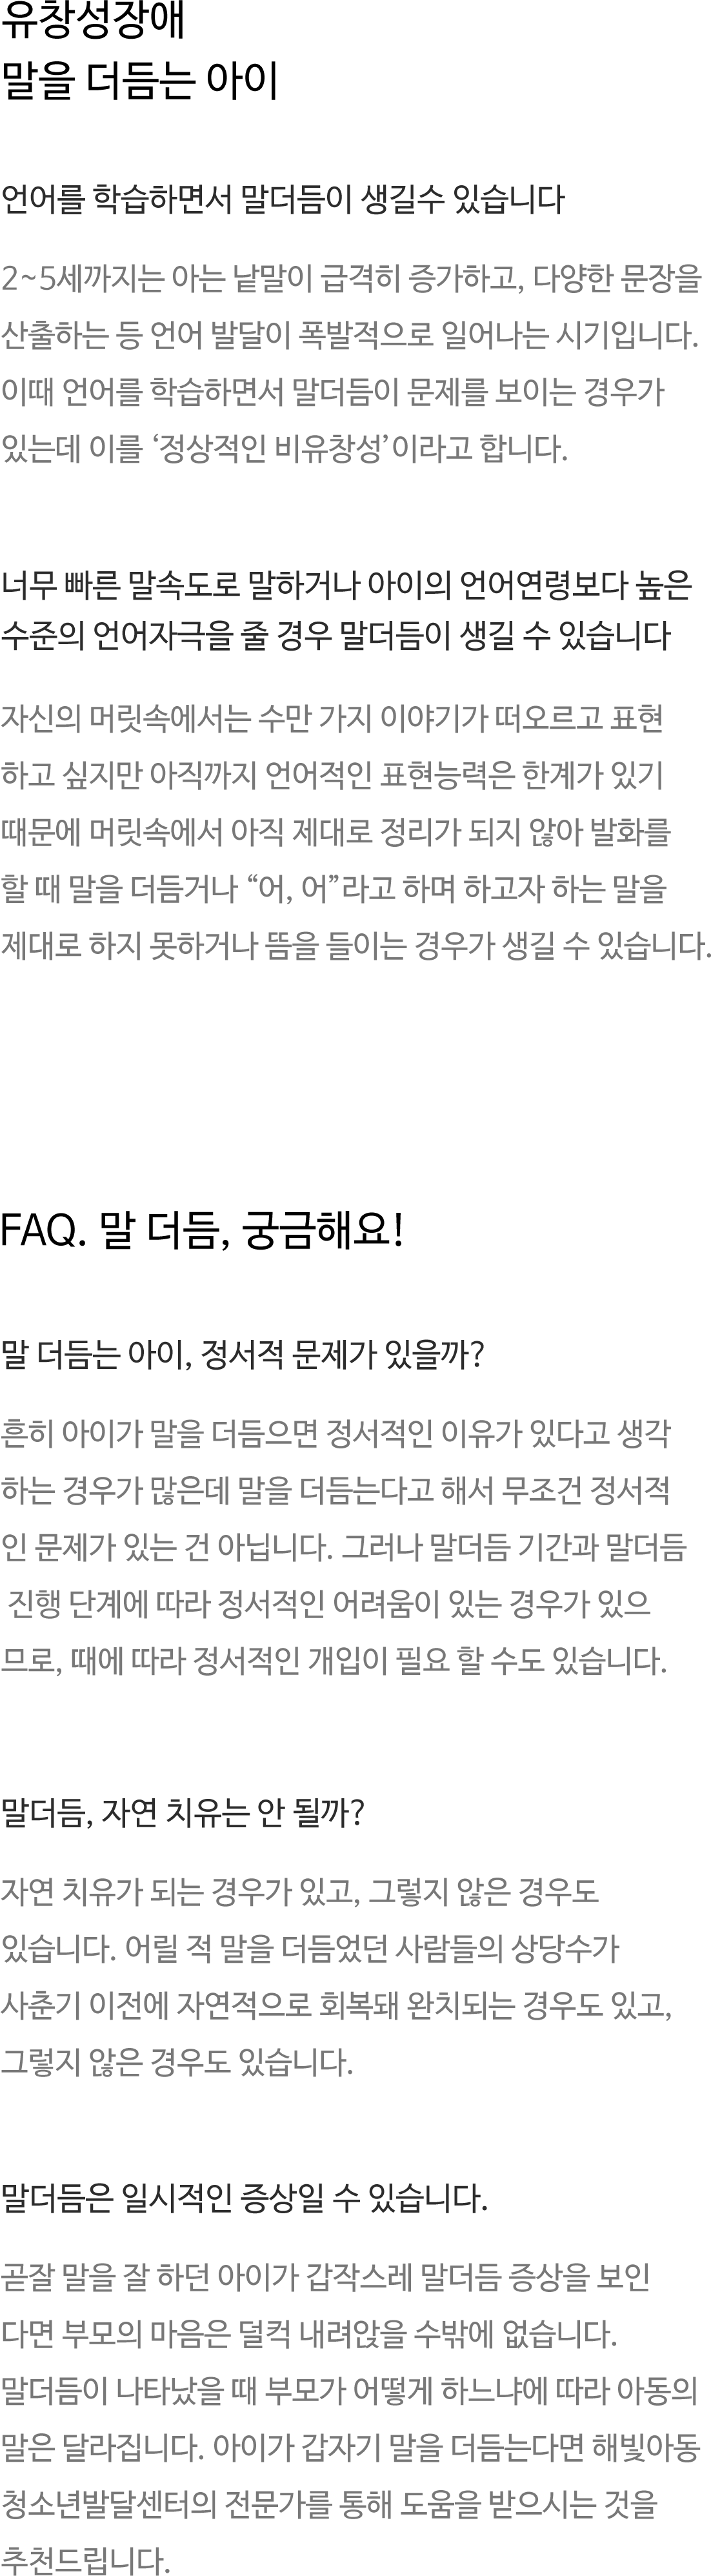 유창성장애
말을 더듬는 아이
언어를 학습하면서 말더듬이 생길수 있습니다
2~5세까지는 아는 낱말이 급격히 증가하고, 다양한 문장을
산출하는 등 언어 발달이 폭발적으로 일어나는 시기입니다.
이때 언어를 학습하면서 말더듬이 문제를 보이는 경우가
있는데 이를 ‘정상적인 비유창성’이라고 합니다.
너무 빠른 말속도로 말하거나 아이의 언어연령보다 높은
수준의 언어자극을 줄 경우 말더듬이 생길 수 있습니다
자신의 머릿속에서는 수만 가지 이야기가 떠오르고 표현
하고 싶지만 아직까지 언어적인 표현능력은 한계가 있기
때문에 머릿속에서 아직 제대로 정리가 되지 않아 발화를
할 때 말을 더듬거나 “어, 어”라고 하며 하고자 하는 말을
제대로 하지 못하거나 뜸을 들이는 경우가 생길 수 있습니다.
FAQ. 말 더듬, 궁금해요!
말 더듬는 아이, 정서적 문제가 있을까?
흔히 아이가 말을 더듬으면 정서적인 이유가 있다고 생각
하는 경우가 많은데 말을 더듬는다고 해서 무조건 정서적
인 문제가 있는 건 아닙니다. 그러나 말더듬 기간과 말더듬
진행 단계에 따라 정서적인 어려움이 있는 경우가 있으
므로, 때에 따라 정서적인 개입이 필요 할 수도 있습니다.
말더듬, 자연 치유는 안 될까?
자연 치유가 되는 경우가 있고, 그렇지 않은 경우도
있습니다. 어릴 적 말을 더듬었던 사람들의 상당수가
사춘기 이전에 자연적으로 회복돼 완치되는 경우도 있고,
그렇지 않은 경우도 있습니다.
말더듬은 일시적인 증상일 수 있습니다.
곧잘 말을 잘 하던 아이가 갑작스레 말더듬 증상을 보인
다면 부모의 마음은 덜컥 내려앉을 수밖에 없습니다.
말더듬이 나타났을 때 부모가 어떻게 하느냐에 따라 아동의
말은 달라집니다. 아이가 갑자기 말을 더듬는다면 해빛아동
청소년발달센터의 전문가를 통해 도움을 받으시는 것을
추천드립니다.